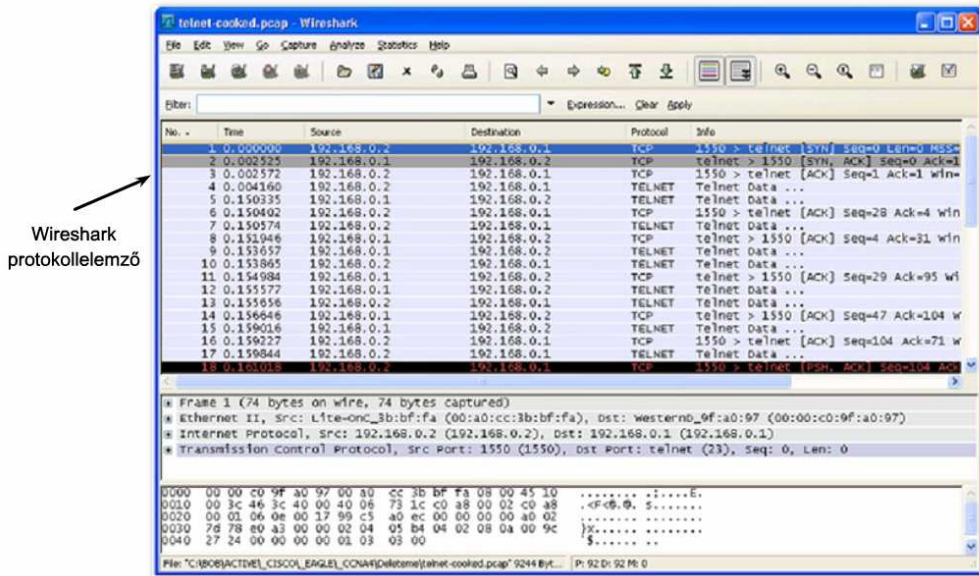 telnet-cooked.pcap - Wireshark
File Edit View Go Capture Analyze Statistics Help
Filter: Expression... Clear Apply
No. . Time Source Destination Protocol Info
1 0.000000 192.168.0.2 192.168.0.1 TCP 1550 > telnet [SYN] Seq=0 Len=0 MSS=
2 0.002525 192.168.0.1 192.168.0.2 TCP telnet > 1550 [SYN, ACK] Seq=0 Ack=1
3 0.002572 192.168.0.2 192.168.0.1 TCP 1550 > telnet [ACK] Seq=1 Ack=1 Win=
4 0.004160 192.168.0.2 192.168.0.1 TELNET Telnet Data ...
5 0.150335 192.168.0.1 192.168.0.2 TELNET Telnet Data ...
6 0.150402 192.168.0.2 192.168.0.1 TCP 1550 > telnet [ACK] Seq=28 Ack=4 Win
7 0.150574 192.168.0.2 192.168.0.1 TELNET Telnet Data ...
8 0.151946 192.168.0.1 192.168.0.2 TCP telnet > 1550 [ACK] Seq=4 Ack=31 Win
9 0.153657 192.168.0.1 192.168.0.2 TELNET Telnet Data ...
10 0.153865 192.168.0.2 192.168.0.1 TELNET Telnet Data ...
11 0.154984 192.168.0.1 192.168.0.2 TCP telnet > 1550 [ACK] Seq=29 Ack=95 Wi
12 0.155577 192.168.0.1 192.168.0.2 TELNET Telnet Data ...
13 0.155656 192.168.0.2 192.168.0.1 TELNET Telnet Data ...
14 0.156646 192.168.0.1 192.168.0.2 TCP telnet > 1550 [ACK] Seq=47 Ack=104 W
15 0.159016 192.168.0.1 192.168.0.2 TELNET Telnet Data ...
16 0.159227 192.168.0.2 192.168.0.1 TCP 1550 > telnet [ACK] Seq=104 Ack=71 W
17 0.159844 192.168.0.2 192.168.0.1 TELNET Telnet Data ...
18 0.161018 192.168.0.2 192.168.0.1 TCP 1550 > telnet [PSH, ACK] Seq=104 Ack
Wireshark
protokollelemző
Frame 1 (74 bytes on wire, 74 bytes captured)
Ethernet II, Src: Lite-OnC_3b:bf:fa (00:a0:cc:3b:bf:fa), Dst: WesternD_9f:a0:97 (00:00:c0:9f:a0:97)
Internet Protocol, Src: 192.168.0.2 (192.168.0.2), Dst: 192.168.0.1 (192.168.0.1)
Transmission Control Protocol, Src Port: 1550 (1550), Dst Port: telnet (23), Seq: 0, Len: 0
0000 00 00 c0 9f a0 97 00 a0 cc 3b bf fa 08 00 45 10 ........ .;....E.
0010 00 3c 46 3c 40 00 40 06 73 1c c0 a8 00 02 c0 a8 .<F<@.@. s.......
0020 00 01 06 0e 00 17 99 c5 a0 ec 00 00 00 00 a0 02 ........ ........
0030 7d 78 e0 a3 00 00 02 04 05 b4 04 02 08 0a 00 9c }x...... ........
0040 27 24 00 00 00 00 01 03 03 00 '$...... ..
File: "C:\BOB\ACTIVE\_CISCO\_EAGLE\_CCNA4\Deleteme\telnet-cooked.pcap" 9244 Byt... P: 92 D: 92 M: 0